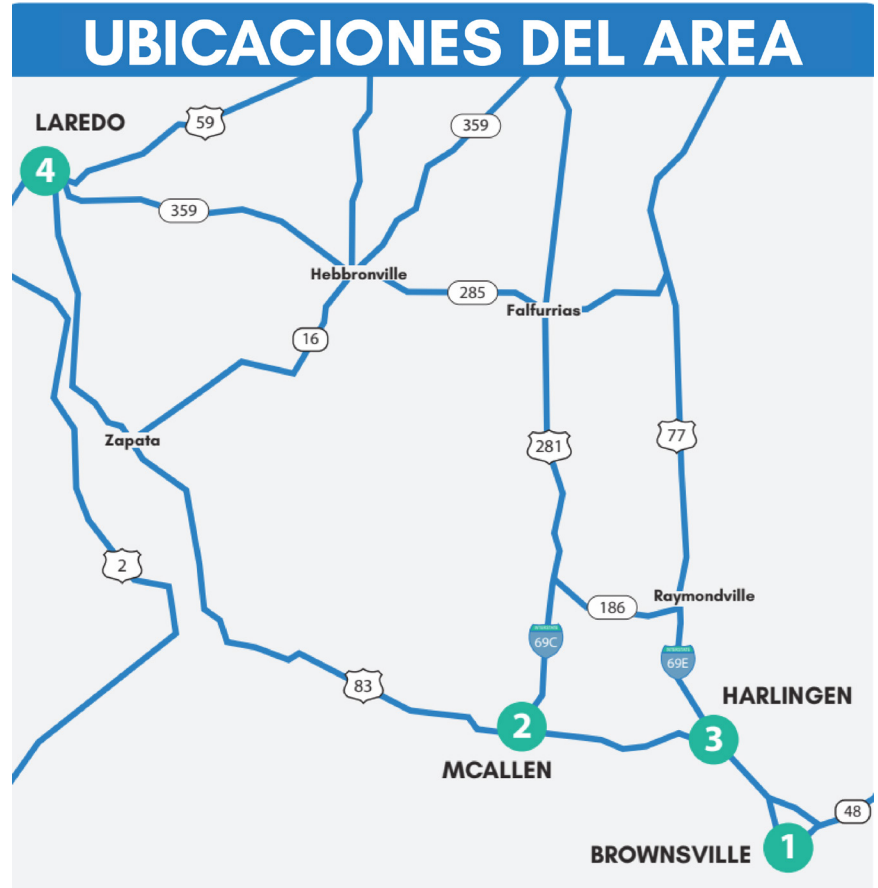 UBICACIONES DEL AREA
LAREDO
59
359
4
359
Hebbronville
285
Falfurrias
16
Zapata
281
77
2
Raymondville
186
69C
69E
83
HARLINGEN
2
3
MCALLEN
48
BROWNSVILLE
1